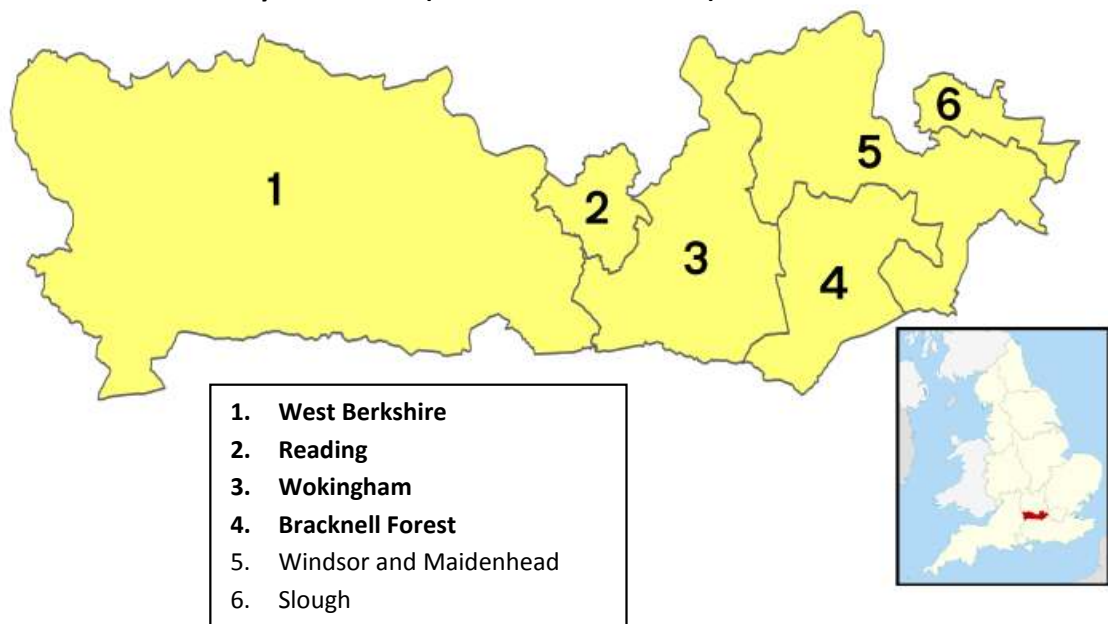 6
5
1
2
3
4
1. West Berkshire
2. Reading
3. Wokingham
4. Bracknell Forest
5. Windsor and Maidenhead
6. Slough